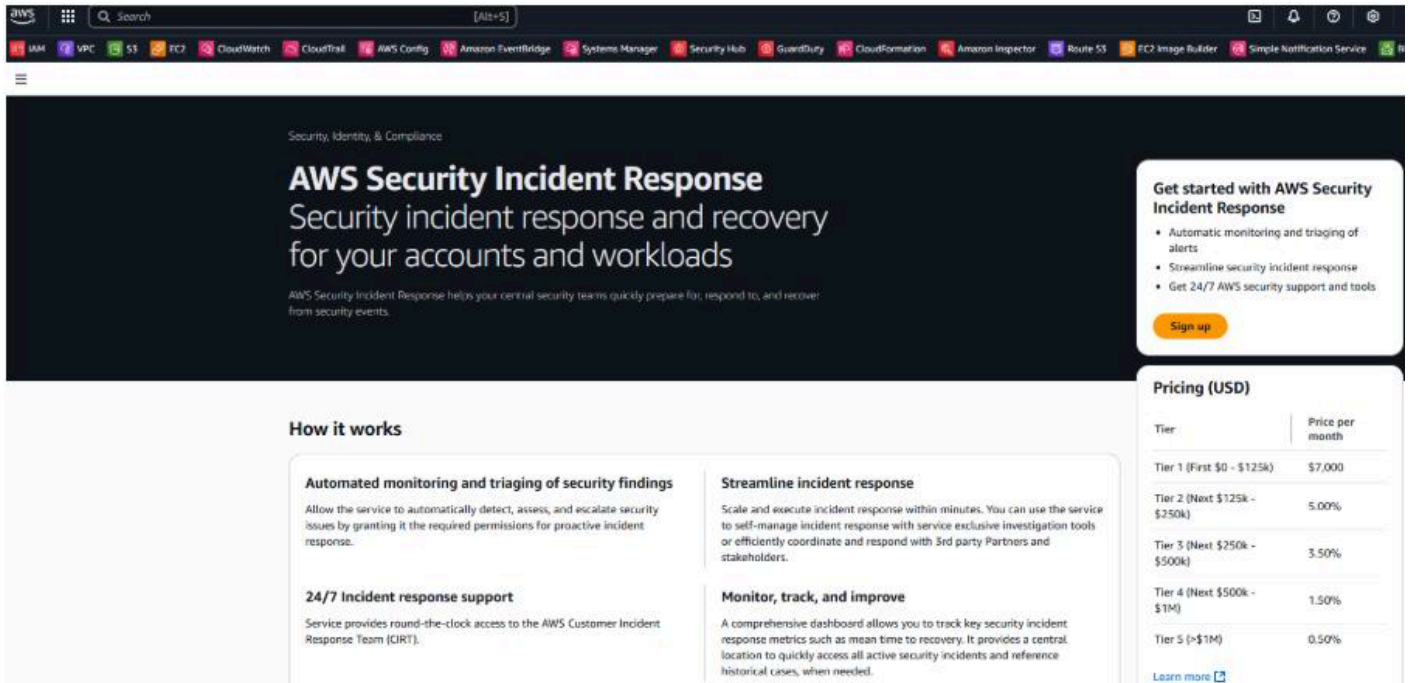 aws
Search [Alt+S]
IAM VPC S3 EC2 CloudWatch CloudTrail AWS Config Amazon EventBridge Systems Manager Security Hub GuardDuty CloudFormation Amazon Inspector Route 53 EC2 Image Builder Simple Notification Service
Security, Identity, & Compliance
AWS Security Incident Response
Security incident response and recovery
for your accounts and workloads
AWS Security Incident Response helps your central security teams quickly prepare for, respond to, and recover
from security events.
Get started with AWS Security
Incident Response
• Automatic monitoring and triaging of
alerts
• Streamline security incident response
• Get 24/7 AWS security support and tools
Sign up
Pricing (USD)
Tier Price per
month
Tier 1 (First $0 - $125k) $7,000
Tier 2 (Next $125k -
$250k) 5.00%
Tier 3 (Next $250k -
$500k) 3.50%
Tier 4 (Next $500k -
$1M) 1.50%
Tier 5 (>$1M) 0.50%
Learn more
How it works
Automated monitoring and triaging of security findings
Allow the service to automatically detect, assess, and escalate security
issues by granting it the required permissions for proactive incident
response.
Streamline incident response
Scale and execute incident response within minutes. You can use the service
to self-manage incident response with service exclusive investigation tools
or efficiently coordinate and respond with 3rd party Partners and
stakeholders.
24/7 Incident response support
Service provides round-the-clock access to the AWS Customer Incident
Response Team (CIRT).
Monitor, track, and improve
A comprehensive dashboard allows you to track key security incident
response metrics such as mean time to recovery. It provides a central
location to quickly access all active security incidents and reference
historical cases, when needed.